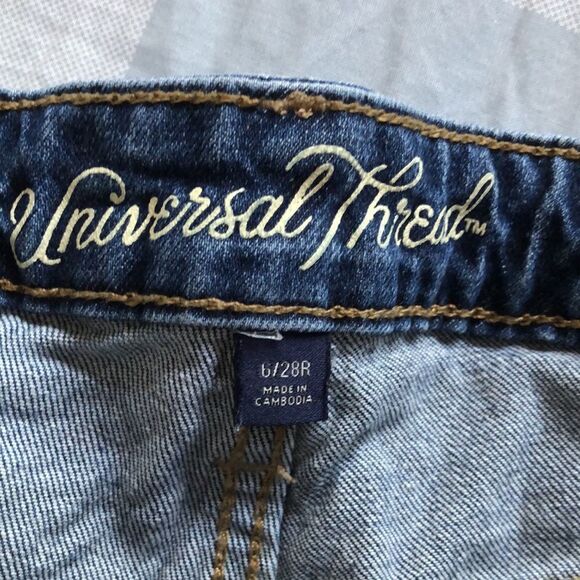 Universal Thread™
6/28R
MADE IN
CAMBODIA